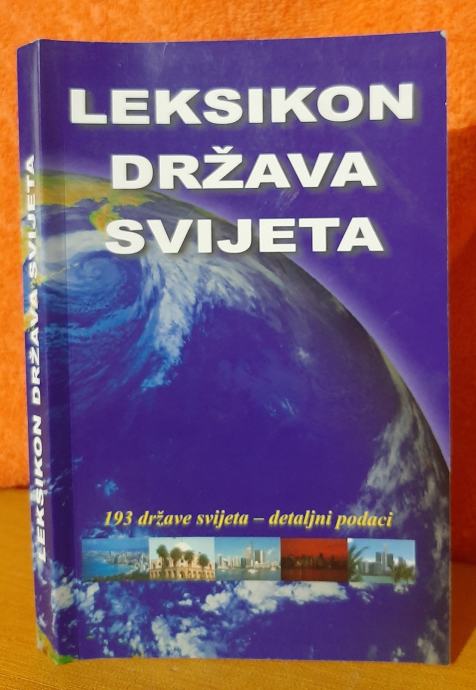 LEKSIKON
DRŽAVA
SVIJETA
193 države svijeta – detaljni podaci
LEKSIKON DRŽAVA SVIJETA